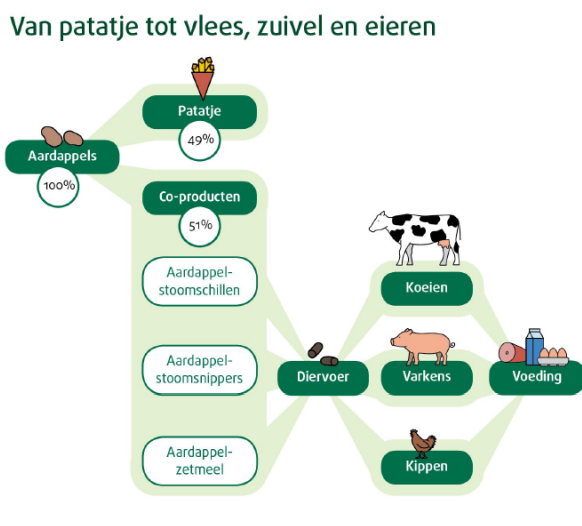 Van patatje tot vlees, zuivel en eieren
Patatje
49%
Aardappels
100%
Co-producten
51%
Aardappel-
stoomschillen
Aardappel-
stoomsnippers
Aardappel-
zetmeel
Diervoer
Koeien
Varkens
Kippen
Voeding